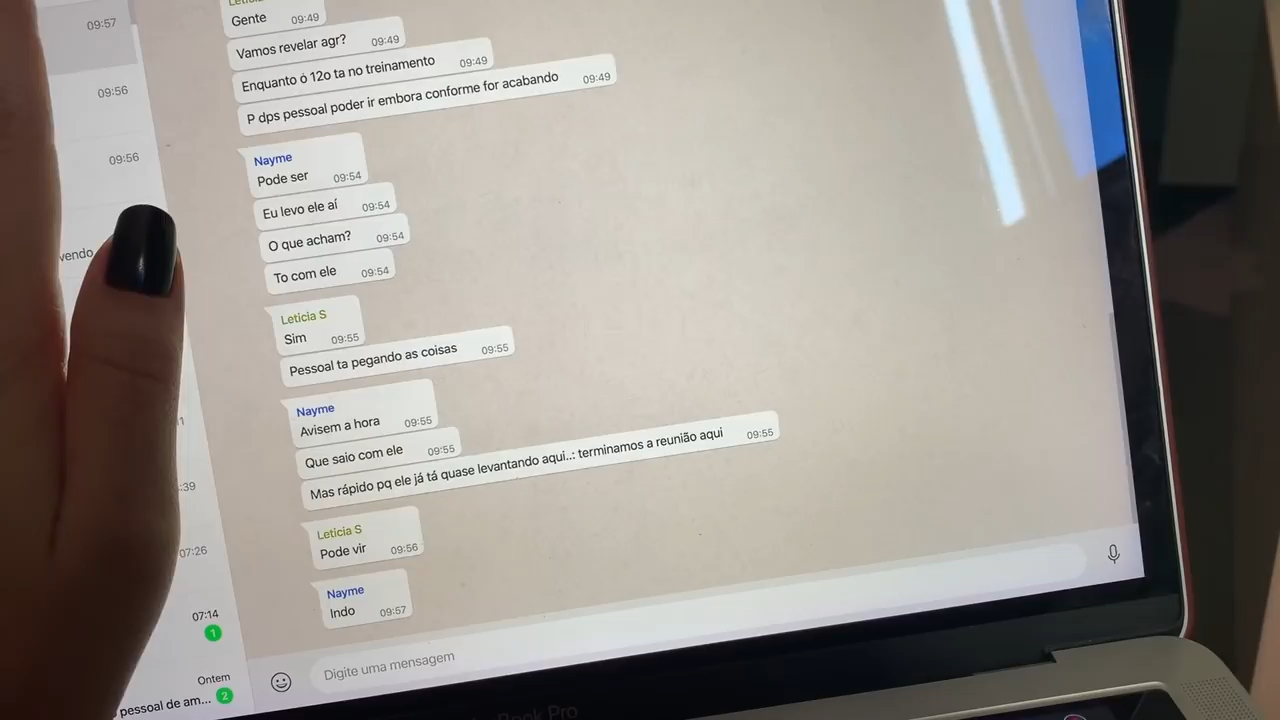 09:57
09:56
09:56
vendo
:39
07:26
07:14
1
Ontem
pessoal de am...
2
Gente 09:49
Vamos revelar agr? 09:49
Enquanto ó 12o ta no treinamento 09:49
P dps pessoal poder ir embora conforme for acabando 09:49
Nayme
Pode ser 09:54
Eu levo ele aí 09:54
O que acham? 09:54
To com ele 09:54
Leticia S
Sim 09:55
Pessoal ta pegando as coisas 09:55
Nayme
Avisem a hora 09:55
Que saio com ele 09:55
Mas rápido pq ele já tá quase levantando aqui..: terminamos a reunião aqui 09:55
Leticia S
Pode vir 09:56
Nayme
Indo 09:57
Digite uma mensagem
Book Pro